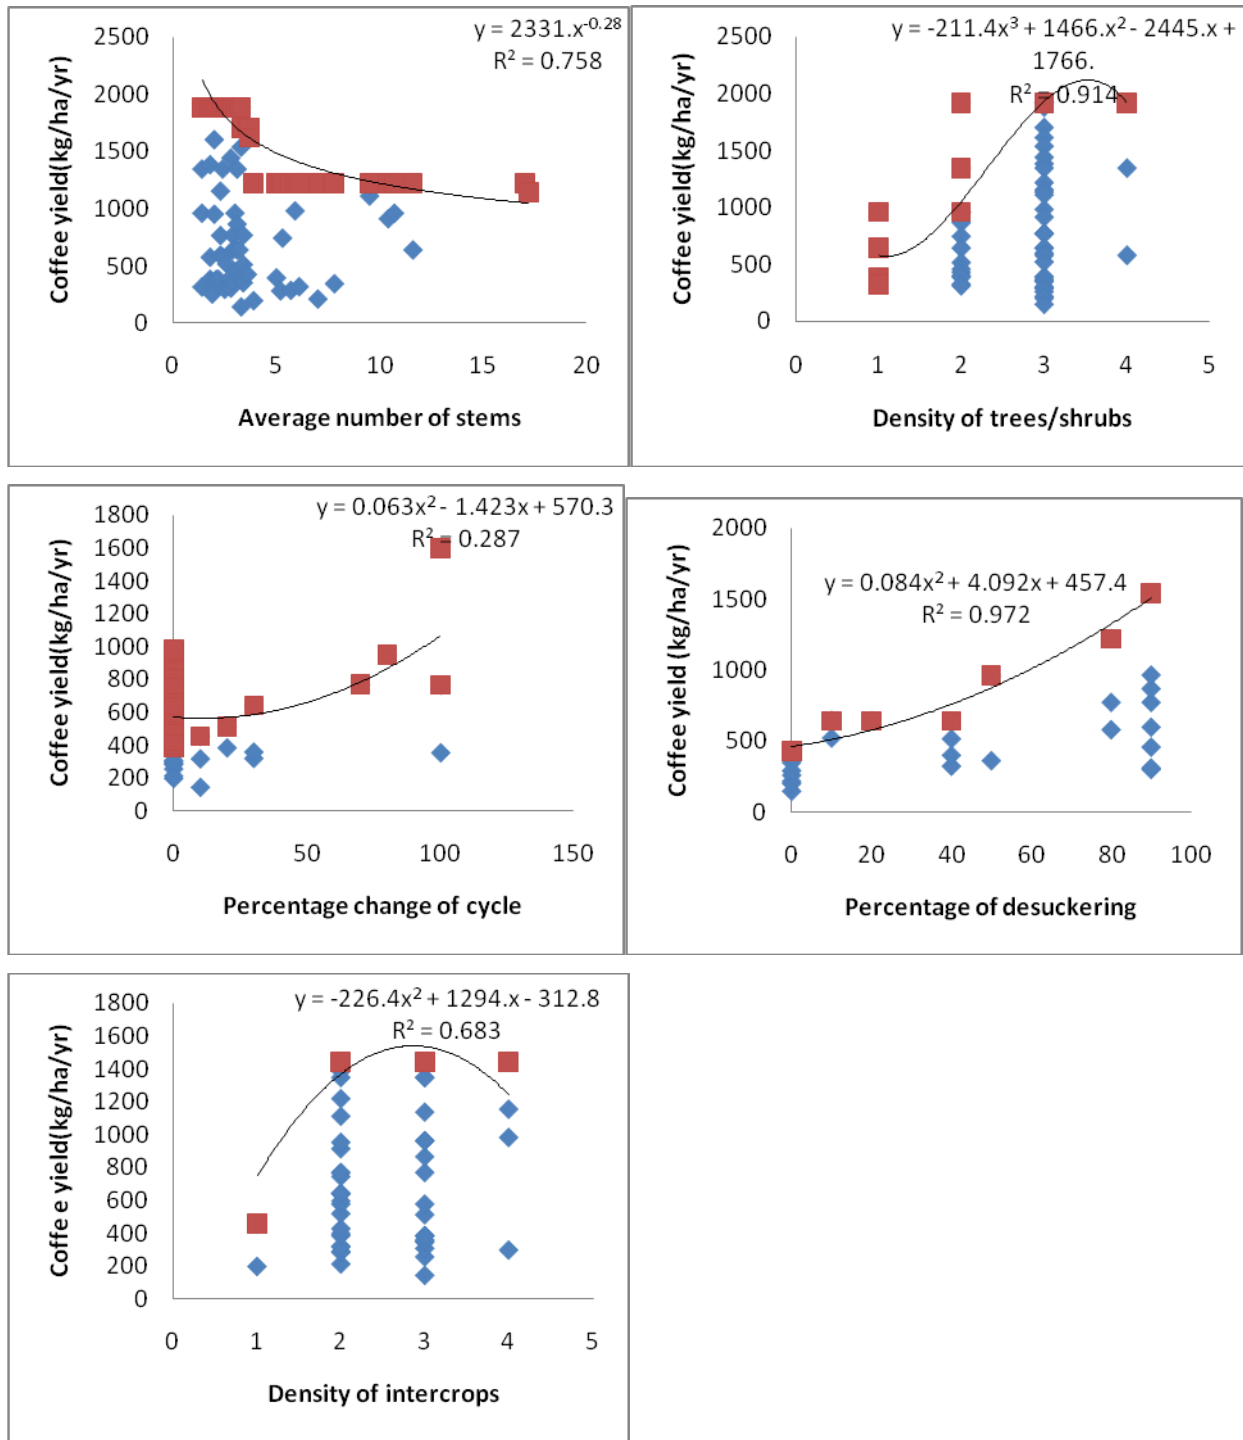 y = 2331.x-0.28
R² = 0.758
2500
2000
1500
1000
500
0
0 5 10 15 20
Coffee yield(kg/ha/yr)
Average number of stems
y = -211.4x³ + 1466.x² - 2445.x +
1766.
R² = 0.914
2500
2000
1500
1000
500
0
0 1 2 3 4 5
Coffee yield(kg/ha/yr)
Density of trees/shrubs
y = 0.063x² - 1.423x + 570.3
R² = 0.287
1800
1600
1400
1200
1000
800
600
400
200
0
0 50 100 150
Coffee yield(kg/ha/yr)
Percentage change of cycle
y = 0.084x² + 4.092x + 457.4
R² = 0.972
2000
1500
1000
500
0
0 20 40 60 80 100
Coffee yield (kg/ha/yr)
Percentage of desuckering
y = -226.4x² + 1294.x - 312.8
R² = 0.683
1800
1600
1400
1200
1000
800
600
400
200
0
0 1 2 3 4 5
Coffe e yield(kg/ha/yr)
Density of intercrops